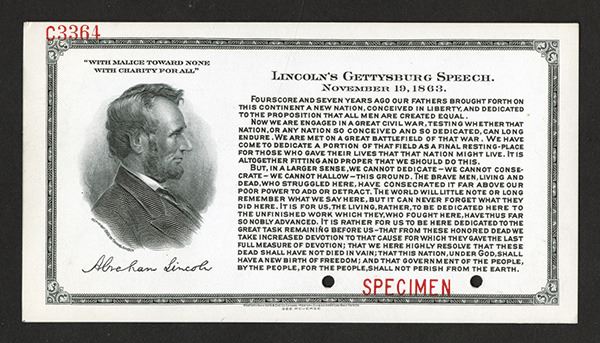 C3364
"WITH MALICE TOWARD NONE
WITH CHARITY FOR ALL"
LINCOLN'S GETTYSBURG SPEECH.
NOVEMBER 19, 1863.
FOURSCORE AND SEVEN YEARS AGO OUR FATHERS BROUGHT FORTH ON
THIS CONTINENT A NEW NATION, CONCEIVED IN LIBERTY, AND DEDICATED
TO THE PROPOSITION THAT ALL MEN ARE CREATED EQUAL.
NOW WE ARE ENGAGED IN A GREAT CIVIL WAR, TESTING WHETHER THAT
NATION, OR ANY NATION SO CONCEIVED AND SO DEDICATED, CAN LONG
ENDURE. WE ARE MET ON A GREAT BATTLEFIELD OF THAT WAR. WE HAVE
COME TO DEDICATE A PORTION OF THAT FIELD AS A FINAL RESTING-PLACE
FOR THOSE WHO GAVE THEIR LIVES THAT THAT NATION MIGHT LIVE. IT IS
ALTOGETHER FITTING AND PROPER THAT WE SHOULD DO THIS.
BUT, IN A LARGER SENSE, WE CANNOT DEDICATE—WE CANNOT CONSE-
CRATE—WE CANNOT HALLOW—THIS GROUND. THE BRAVE MEN, LIVING AND
DEAD, WHO STRUGGLED HERE, HAVE CONSECRATED IT FAR ABOVE OUR
POOR POWER TO ADD OR DETRACT. THE WORLD WILL LITTLE NOTE OR LONG
REMEMBER WHAT WE SAY HERE, BUT IT CAN NEVER FORGET WHAT THEY
DID HERE. IT IS FOR US, THE LIVING, RATHER, TO BE DEDICATED HERE TO
THE UNFINISHED WORK WHICH THEY, WHO FOUGHT HERE, HAVE THUS FAR
SO NOBLY ADVANCED. IT IS RATHER FOR US TO BE HERE DEDICATED TO THE
GREAT TASK REMAINING BEFORE US—THAT FROM THESE HONORED DEAD WE
TAKE INCREASED DEVOTION TO THAT CAUSE FOR WHICH THEY GAVE THE LAST
FULL MEASURE OF DEVOTION; THAT WE HERE HIGHLY RESOLVE THAT THESE
DEAD SHALL HAVE NOT DIED IN VAIN; THAT THIS NATION, UNDER GOD, SHALL
HAVE A NEW BIRTH OF FREEDOM; AND THAT GOVERNMENT OF THE PEOPLE,
BY THE PEOPLE, FOR THE PEOPLE, SHALL NOT PERISH FROM THE EARTH.
Abraham Lincoln
SPECIMEN
SEE REVERSE